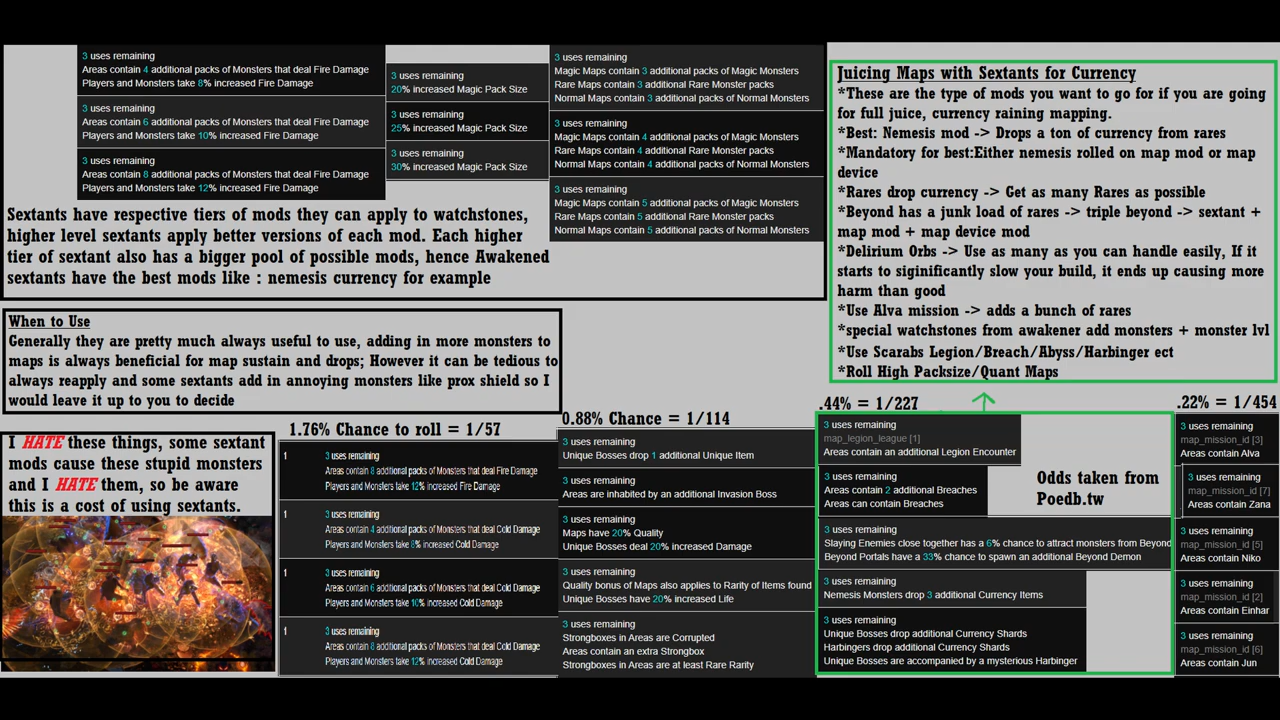 3 uses remaining
Areas contain 4 additional packs of Monsters that deal Fire Damage
Players and Monsters take 8% increased Fire Damage
3 uses remaining
Areas contain 6 additional packs of Monsters that deal Fire Damage
Players and Monsters take 10% increased Fire Damage
3 uses remaining
Areas contain 8 additional packs of Monsters that deal Fire Damage
Players and Monsters take 12% increased Fire Damage
3 uses remaining
20% increased Magic Pack Size
3 uses remaining
25% increased Magic Pack Size
3 uses remaining
30% increased Magic Pack Size
3 uses remaining
Magic Maps contain 3 additional packs of Magic Monsters
Rare Maps contain 3 additional Rare Monster packs
Normal Maps contain 3 additional packs of Normal Monsters
3 uses remaining
Magic Maps contain 4 additional packs of Magic Monsters
Rare Maps contain 4 additional Rare Monster packs
Normal Maps contain 4 additional packs of Normal Monsters
3 uses remaining
Magic Maps contain 5 additional packs of Magic Monsters
Rare Maps contain 5 additional Rare Monster packs
Normal Maps contain 5 additional packs of Normal Monsters
Sextants have respective tiers of mods they can apply to watchstones,
higher level sextants apply better versions of each mod. Each higher
tier of sextant also has a bigger pool of possible mods, hence Awakened
sextants have the best mods like : nemesis currency for example
Juicing Maps with Sextants for Currency
*These are the type of mods you want to go for if you are going
for full juice, currency raining mapping.
*Best: Nemesis mod -> Drops a ton of currency from rares
*Mandatory for best:Either nemesis rolled on map mod or map
device
*Rares drop currency -> Get as many Rares as possible
*Beyond has a junk load of rares -> triple beyond -> sextant +
map mod + map device mod
*Delirium Orbs -> Use as many as you can handle easily, If it
starts to siginificantly slow your build, it ends up causing more
harm than good
*Use Alva mission -> adds a bunch of rares
*special watchstones from awakener add monsters + monster lvl
*Use Scarabs Legion/Breach/Abyss/Harbinger ect
*Roll High Packsize/Quant Maps
When to Use
Generally they are pretty much always useful to use, adding in more monsters to
maps is always beneficial for map sustain and drops; However it can be tedious to
always reapply and some sextants add in annoying monsters like prox shield so I
would leave it up to you to decide
I HATE these things, some sextant
mods cause these stupid monsters
and I HATE them, so be aware
this is a cost of using sextants.
1.76% Chance to roll = 1/57
1 3 uses remaining
Areas contain 8 additional packs of Monsters that deal Fire Damage
Players and Monsters take 12% increased Fire Damage
1 3 uses remaining
Areas contain 4 additional packs of Monsters that deal Cold Damage
Players and Monsters take 8% increased Cold Damage
1 3 uses remaining
Areas contain 6 additional packs of Monsters that deal Cold Damage
Players and Monsters take 10% increased Cold Damage
1 3 uses remaining
Areas contain 8 additional packs of Monsters that deal Cold Damage
Players and Monsters take 12% increased Cold Damage
0.88% Chance = 1/114
3 uses remaining
Unique Bosses drop 1 additional Unique Item
3 uses remaining
Areas are inhabited by an additional Invasion Boss
3 uses remaining
Maps have 20% Quality
Unique Bosses deal 20% increased Damage
3 uses remaining
Quality bonus of Maps also applies to Rarity of Items found
Unique Bosses have 20% increased Life
3 uses remaining
Strongboxes in Areas are Corrupted
Areas contain an extra Strongbox
Strongboxes in Areas are at least Rare Rarity
.44% = 1/227
3 uses remaining
map_legion_league [1]
Areas contain an additional Legion Encounter
3 uses remaining
Areas contain 2 additional Breaches
Areas can contain Breaches
3 uses remaining
Slaying Enemies close together has a 6% chance to attract monsters from Beyond
Beyond Portals have a 33% chance to spawn an additional Beyond Demon
3 uses remaining
Nemesis Monsters drop 3 additional Currency Items
3 uses remaining
Unique Bosses drop additional Currency Shards
Harbingers drop additional Currency Shards
Unique Bosses are accompanied by a mysterious Harbinger
Odds taken from
Poedb.tw
.22% = 1/454
3 uses remaining
map_mission_id [3]
Areas contain Alva
3 uses remaining
map_mission_id [7]
Areas contain Zana
3 uses remaining
map_mission_id [5]
Areas contain Niko
3 uses remaining
map_mission_id [2]
Areas contain Einhar
3 uses remaining
map_mission_id [6]
Areas contain Jun